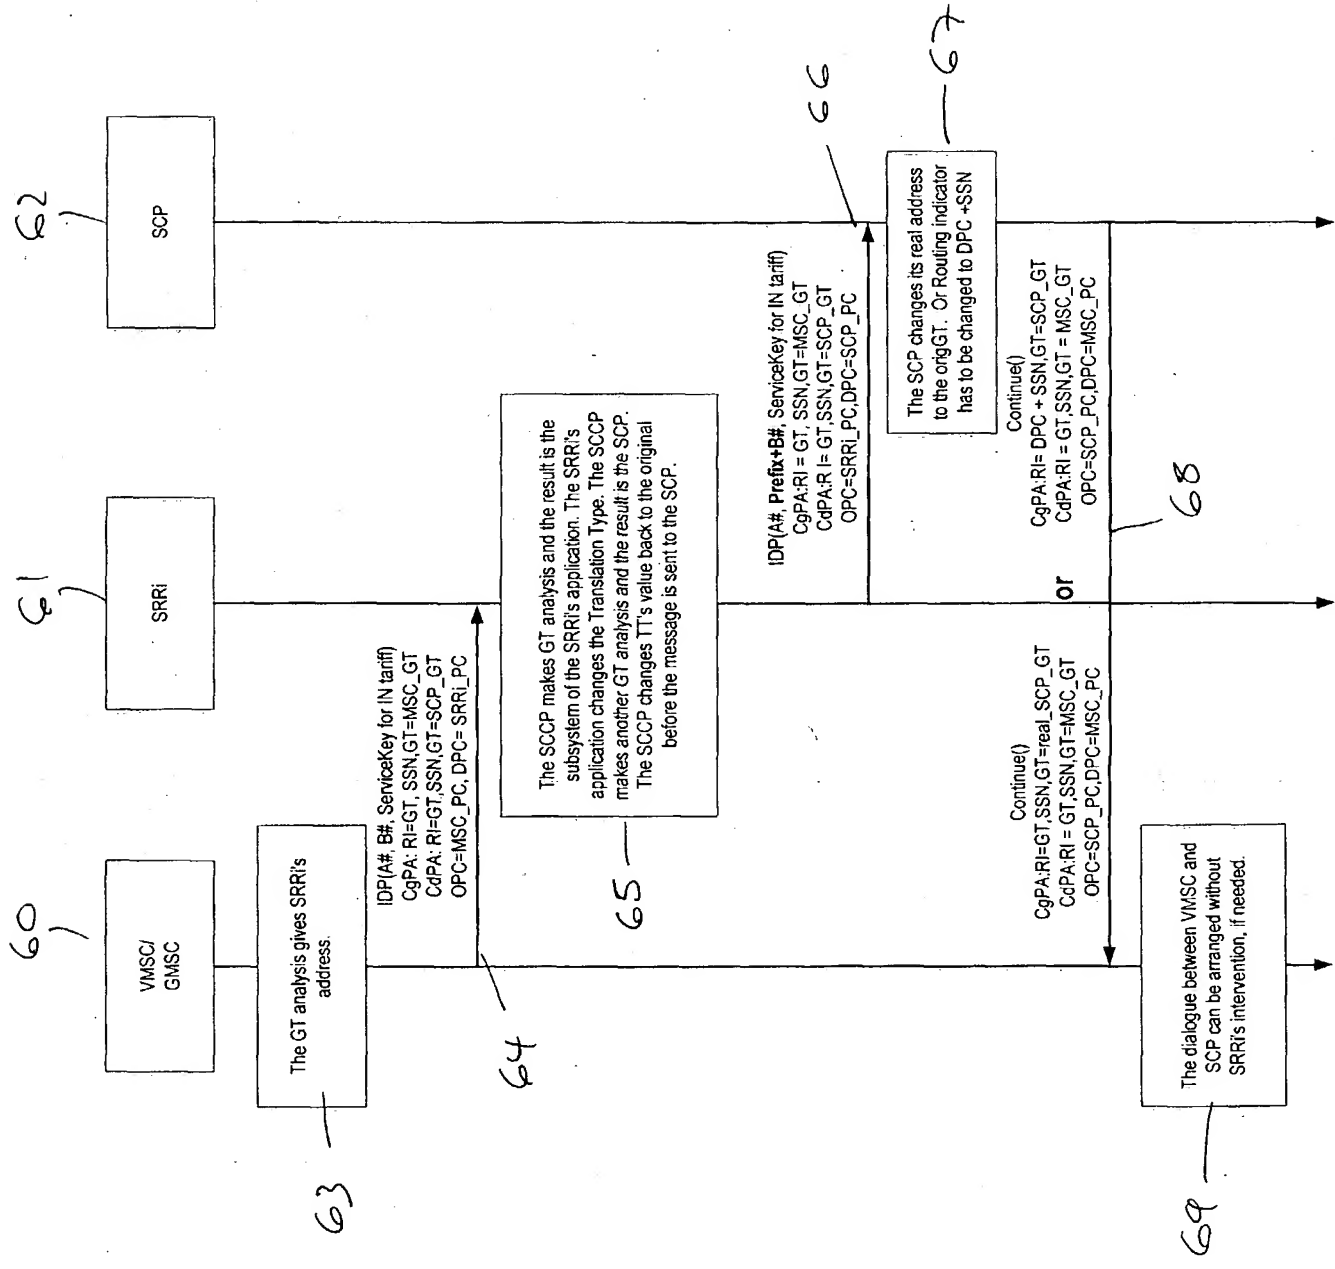 60
VMSC/
GMSC
61
SRRi
62
SCP
63
The GT analysis gives SRRi's
address.
IDP(A#, B#, ServiceKey for IN tariff)
CgPA: RI=GT, SSN,GT=MSC_GT
CdPA: RI=GT,SSN,GT=SCP_GT
OPC=MSC_PC, DPC= SRRi_PC
64
65
The SCCP makes GT analysis and the result is the
subsystem of the SRRi's application. The SRRi's
application changes the Translation Type. The SCCP
makes another GT analysis and the result is the SCP.
The SCCP changes TT's value back to the original
before the message is sent to the SCP.
IDP(A#, Prefix+B#, ServiceKey for IN tariff)
CgPA:RI = GT, SSN,GT=MSC_GT
CdPA:R I= GT,SSN,GT=SCP_GT
OPC=SRRi_PC,DPC=SCP_PC
66
The SCP changes its real address
to the origGT. Or Routing indicator
has to be changed to DPC +SSN
67
Continue()
CgPA:RI=GT,SSN,GT=real_SCP_GT
CdPA:RI = GT,SSN,GT=MSC_GT
OPC=SCP_PC,DPC=MSC_PC
or
Continue()
CgPA:RI= DPC + SSN,GT=SCP_GT
CdPA:RI = GT,SSN,GT = MSC_GT
OPC=SCP_PC,DPC=MSC_PC
68
The dialogue between VMSC and
SCP can be arranged without
SRRi's intervention, if needed.
69